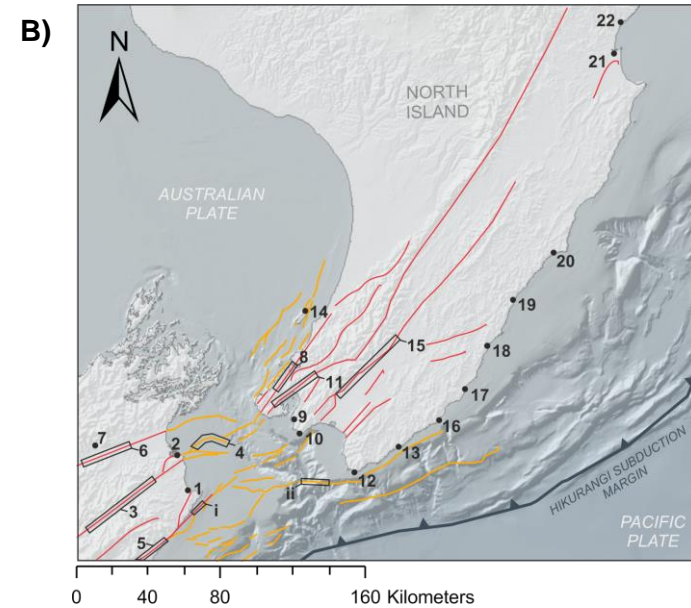 B)
N
NORTH
ISLAND
AUSTRALIAN
PLATE
22
21
20
19
18
17
16
15
14
13
12
11
10
9
8
7
6
5
4
3
2
1
i
ii
HIKURANGI SUBDUCTION
MARGIN
PACIFIC
PLATE
0 40 80 160 Kilometers